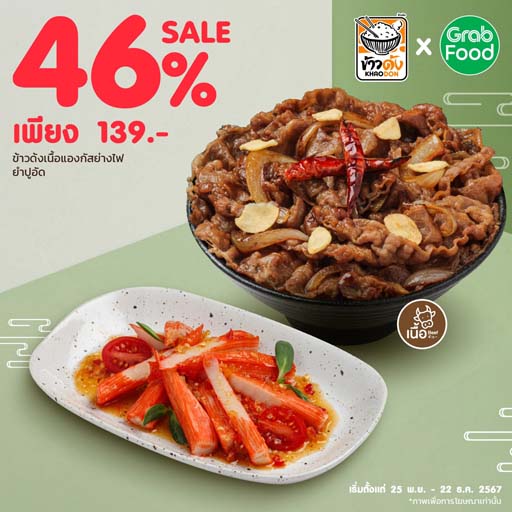 46% SALE
เพียง 139.-
ข้าวดังเนื้อแองกัสย่างไฟ
ยำปูอัด
ข้าวดัง
KHAODON
X
Grab
Food
เนื้อ
Beef
เริ่มตั้งแต่ 25 พ.ย. - 22 ธ.ค. 2567
*ภาพเพื่อการโฆษณาเท่านั้น